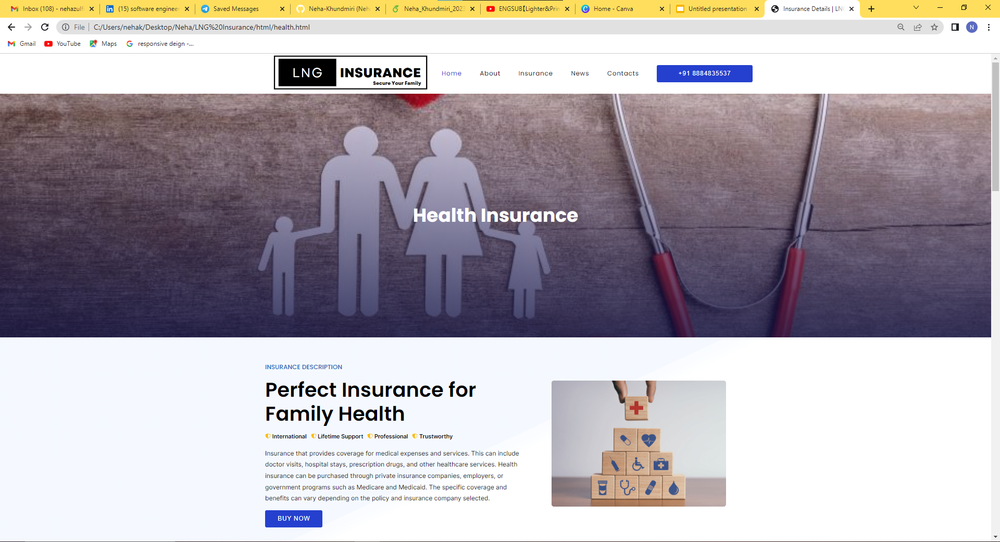 Inbox (108) - nehazulfi
(15) software engineer
Saved Messages
Neha-Khundmiri (Neh
Neha_Khundmiri_2023
ENGSUB【Lighter&Prin
Home - Canva
Untitled presentation
Insurance Details | LNG
File | C:/Users/nehak/Desktop/Neha/LNG%20Insurance/html/health.html
N
Gmail
YouTube
Maps
responsive deign -...
LNG INSURANCE
Secure Your Family
Home
About
Insurance
News
Contacts
+91 8884835537
Health Insurance
INSURANCE DESCRIPTION
Perfect Insurance for
Family Health
International Lifetime Support Professional Trustworthy
Insurance that provides coverage for medical expenses and services. This can include
doctor visits, hospital stays, prescription drugs, and other healthcare services. Health
insurance can be purchased through private insurance companies, employers, or
government programs such as Medicare and Medicaid. The specific coverage and
benefits can vary depending on the policy and insurance company selected.
BUY NOW